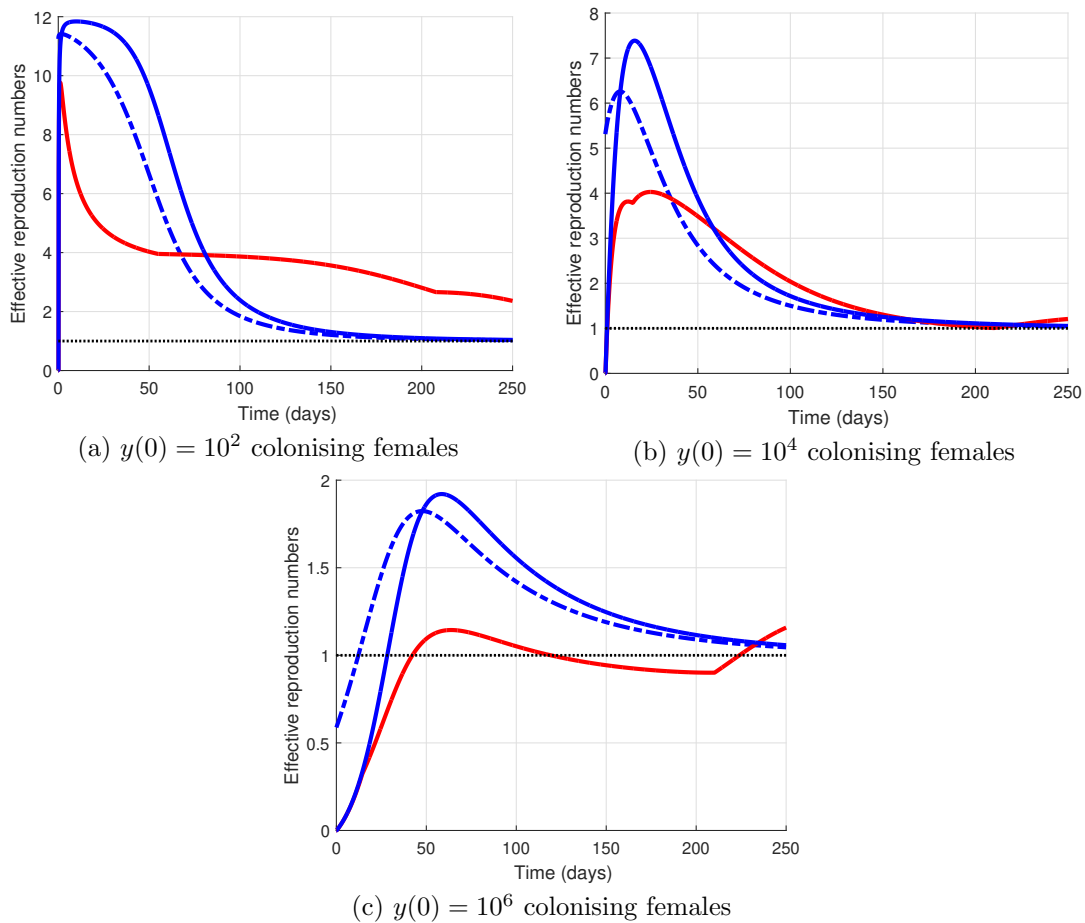 Effective reproduction numbers
12
10
8
6
4
2
0
0 50 100 150 200 250
Time (days)
(a) y(0) = 10² colonising females
Effective reproduction numbers
8
7
6
5
4
3
2
1
0
0 50 100 150 200 250
Time (days)
(b) y(0) = 10⁴ colonising females
Effective reproduction numbers
2
1.5
1
0.5
0
0 50 100 150 200 250
Time (days)
(c) y(0) = 10⁶ colonising females